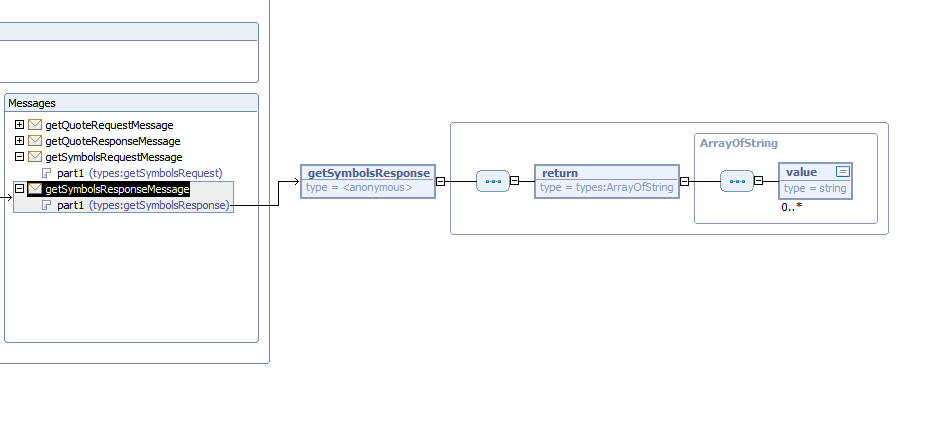 Messages
getQuoteRequestMessage
getQuoteResponseMessage
getSymbolsRequestMessage
part1 (types:getSymbolsRequest)
getSymbolsResponseMessage
part1 (types:getSymbolsResponse)
getSymbolsResponse
type = <anonymous>
return
type = types:ArrayOfString
ArrayOfString
value
type = string
0..*